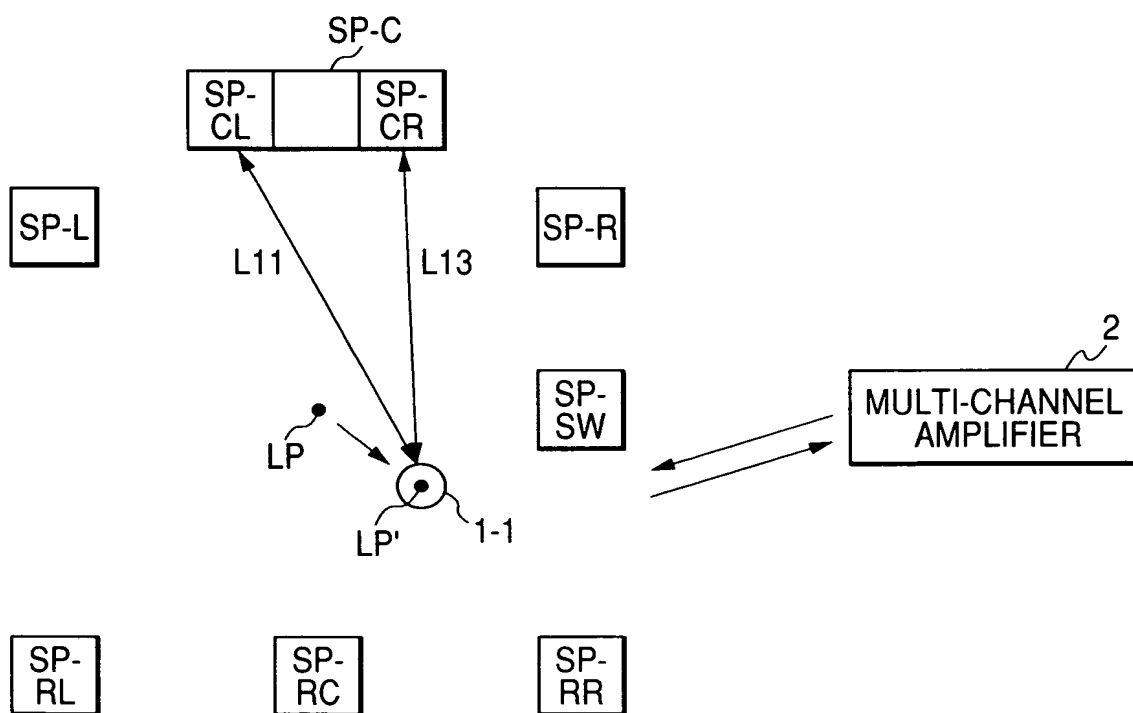 SP-C
SP-
CL
SP-
CR
SP-L
SP-R
L11
L13
2
SP-
SW
MULTI-CHANNEL
AMPLIFIER
LP
LP'
1-1
SP-
RL
SP-
RC
SP-
RR